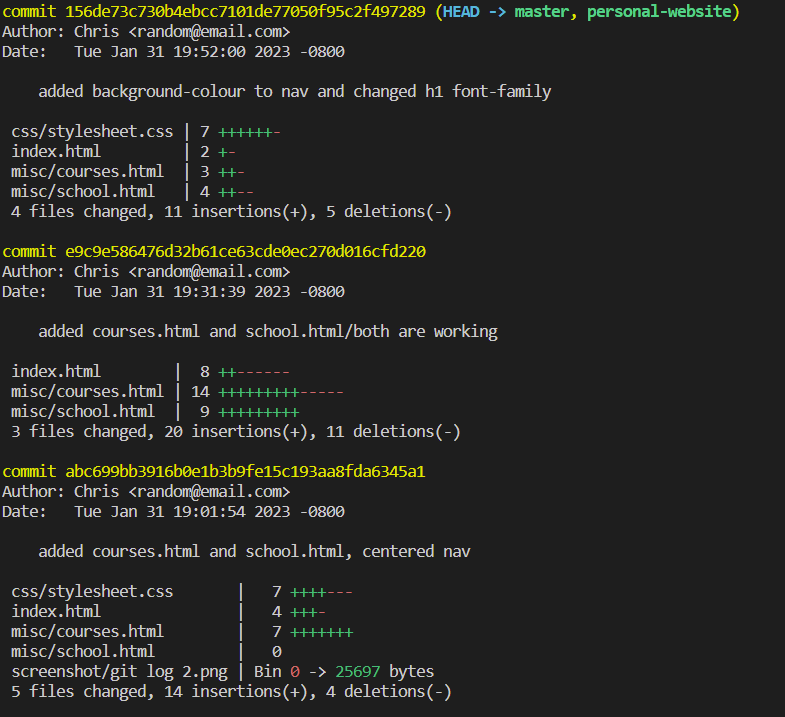 commit 156de73c730b4ebcc7101de77050f95c2f497289 (HEAD -> master, personal-website)
Author: Chris <random@email.com>
Date:   Tue Jan 31 19:52:00 2023 -0800
added background-colour to nav and changed h1 font-family
css/stylesheet.css | 7 ++++++-
index.html         | 2 +-
misc/courses.html  | 3 ++-
misc/school.html   | 4 ++--
4 files changed, 11 insertions(+), 5 deletions(-)
commit e9c9e586476d32b61ce63cde0ec270d016cfd220
Author: Chris <random@email.com>
Date:   Tue Jan 31 19:31:39 2023 -0800
added courses.html and school.html/both are working
index.html        |  8 ++------
misc/courses.html | 14 +++++++++-----
misc/school.html  |  9 +++++++++
3 files changed, 20 insertions(+), 11 deletions(-)
commit abc699bb3916b0e1b3b9fe15c193aa8fda6345a1
Author: Chris <random@email.com>
Date:   Tue Jan 31 19:01:54 2023 -0800
added courses.html and school.html, centered nav
css/stylesheet.css       |   7 ++++---
index.html               |   4 +++-
misc/courses.html        |   7 +++++++
misc/school.html         |   0
screenshot/git log 2.png | Bin 0 -> 25697 bytes
5 files changed, 14 insertions(+), 4 deletions(-)